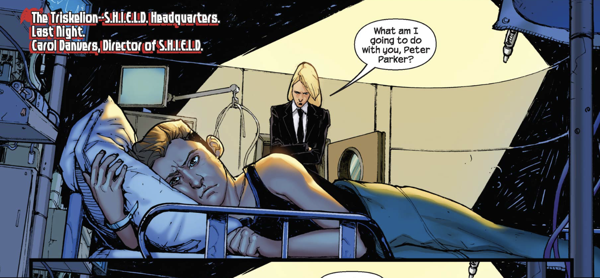 The Triskelion--S.H.I.E.L.D. Headquarters.
Last Night.
Carol Danvers, Director of S.H.I.E.L.D.
What am I
going to do
with you, Peter
Parker?